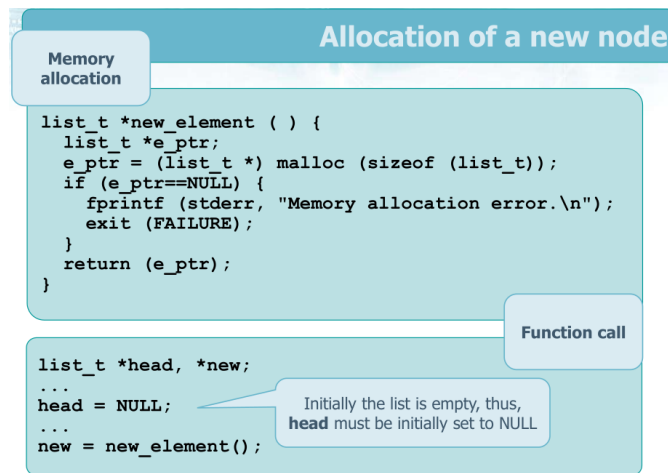 Allocation of a new node
Memory
allocation
list_t *new_element ( ) {
  list_t *e_ptr;
  e_ptr = (list_t *) malloc (sizeof (list_t));
  if (e_ptr==NULL) {
    fprintf (stderr, "Memory allocation error.\n");
    exit (FAILURE);
  }
  return (e_ptr);
}
Function call
list_t *head, *new;
...
head = NULL;
...
new = new_element();
Initially the list is empty, thus,
head must be initially set to NULL